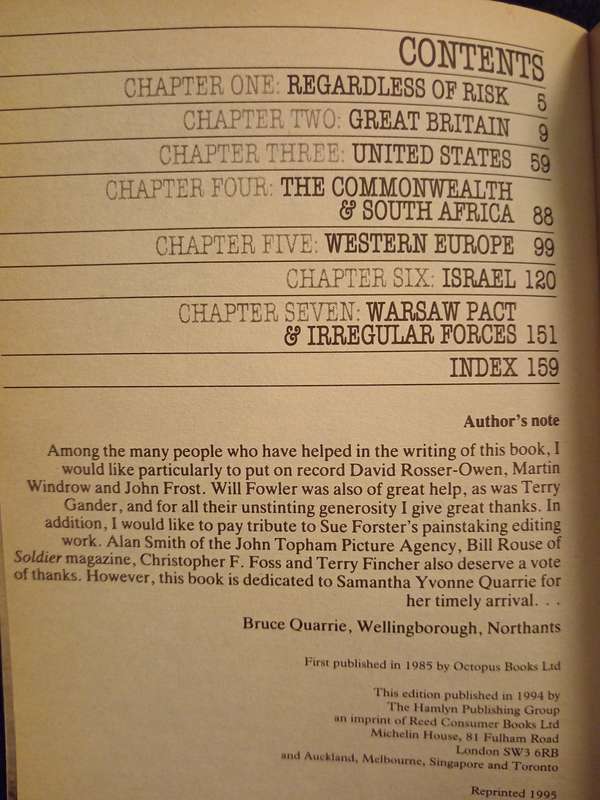 CONTENTS
CHAPTER ONE: REGARDLESS OF RISK 5
CHAPTER TWO: GREAT BRITAIN 9
CHAPTER THREE: UNITED STATES 59
CHAPTER FOUR: THE COMMONWEALTH
& SOUTH AFRICA 88
CHAPTER FIVE: WESTERN EUROPE 99
CHAPTER SIX: ISRAEL 120
CHAPTER SEVEN: WARSAW PACT
& IRREGULAR FORCES 151
INDEX 159
Author's note
Among the many people who have helped in the writing of this book, I
would like particularly to put on record David Rosser-Owen, Martin
Windrow and John Frost. Will Fowler was also of great help, as was Terry
Gander, and for all their unstinting generosity I give great thanks. In
addition, I would like to pay tribute to Sue Forster's painstaking editing
work. Alan Smith of the John Topham Picture Agency, Bill Rouse of
Soldier magazine, Christopher F. Foss and Terry Fincher also deserve a vote
of thanks. However, this book is dedicated to Samantha Yvonne Quarrie for
her timely arrival. . .
Bruce Quarrie, Wellingborough, Northants
First published in 1985 by Octopus Books Ltd
This edition published in 1994 by
The Hamlyn Publishing Group
an imprint of Reed Consumer Books Ltd
Michelin House, 81 Fulham Road
London SW3 6RB
and Auckland, Melbourne, Singapore and Toronto
Reprinted 1995